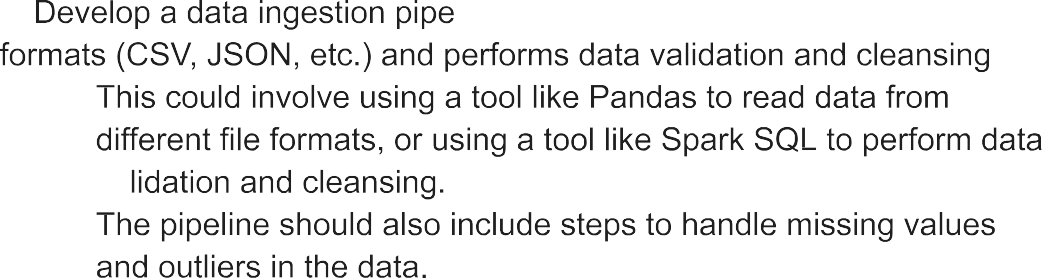 Develop a data ingestion pipe
formats (CSV, JSON, etc.) and performs data validation and cleansing
This could involve using a tool like Pandas to read data from
different file formats, or using a tool like Spark SQL to perform data
lidation and cleansing.
The pipeline should also include steps to handle missing values
and outliers in the data.